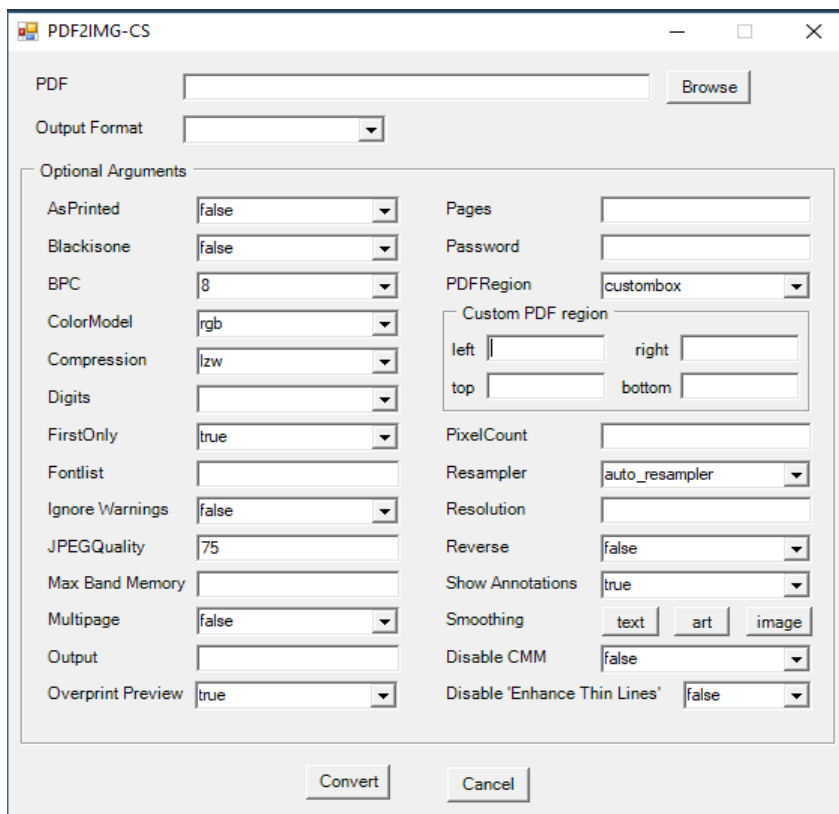 PDF2IMG-CS
PDF
Browse
Output Format
Optional Arguments
AsPrinted false
Blackisone false
BPC 8
ColorModel rgb
Compression lzw
Digits
FirstOnly true
Fontlist
Ignore Warnings false
JPEGQuality 75
Max Band Memory
Multipage false
Output
Overprint Preview true
Pages
Password
PDFRegion custombox
Custom PDF region
left right
top bottom
PixelCount
Resampler auto_resampler
Resolution
Reverse false
Show Annotations true
Smoothing text art image
Disable CMM false
Disable 'Enhance Thin Lines' false
Convert Cancel